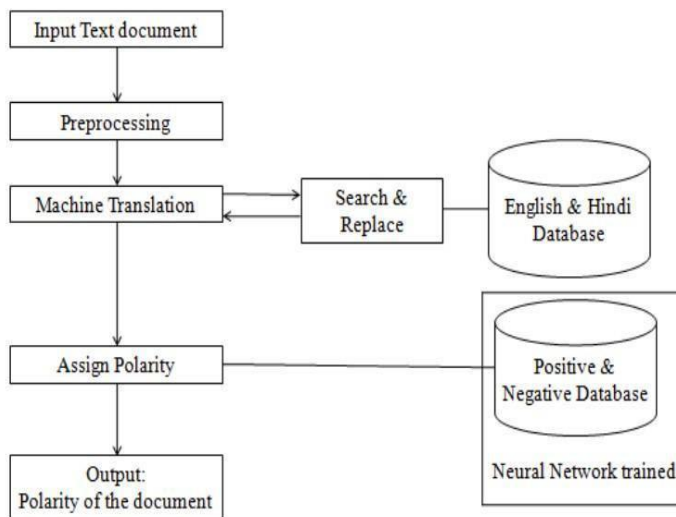 Input Text document
Preprocessing
Machine Translation
Search &
Replace
English & Hindi
Database
Assign Polarity
Positive &
Negative Database
Output:
Polarity of the document
Neural Network trained